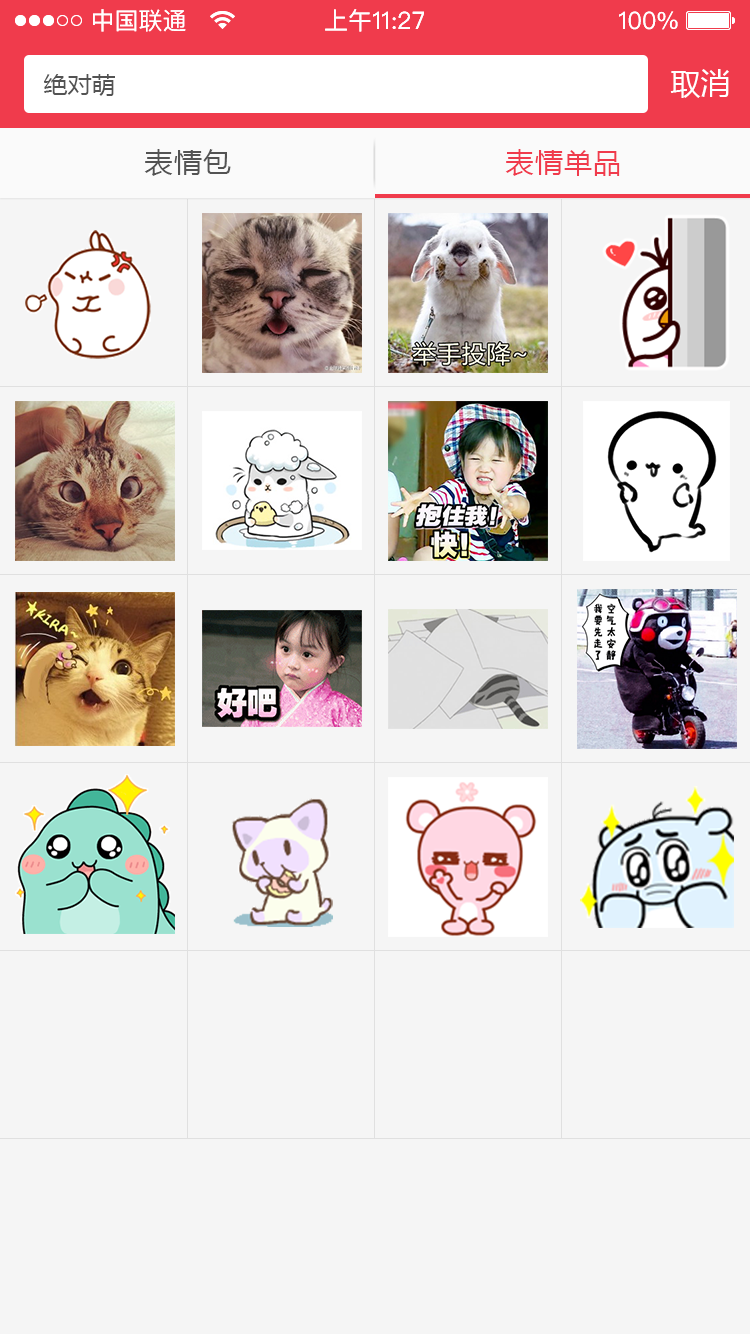 中国联通
上午11:27
100%
绝对萌
取消
表情包
表情单品
举手投降~
抱住我!
快!
KIRA~
好吧
空气太安静
我要先走了